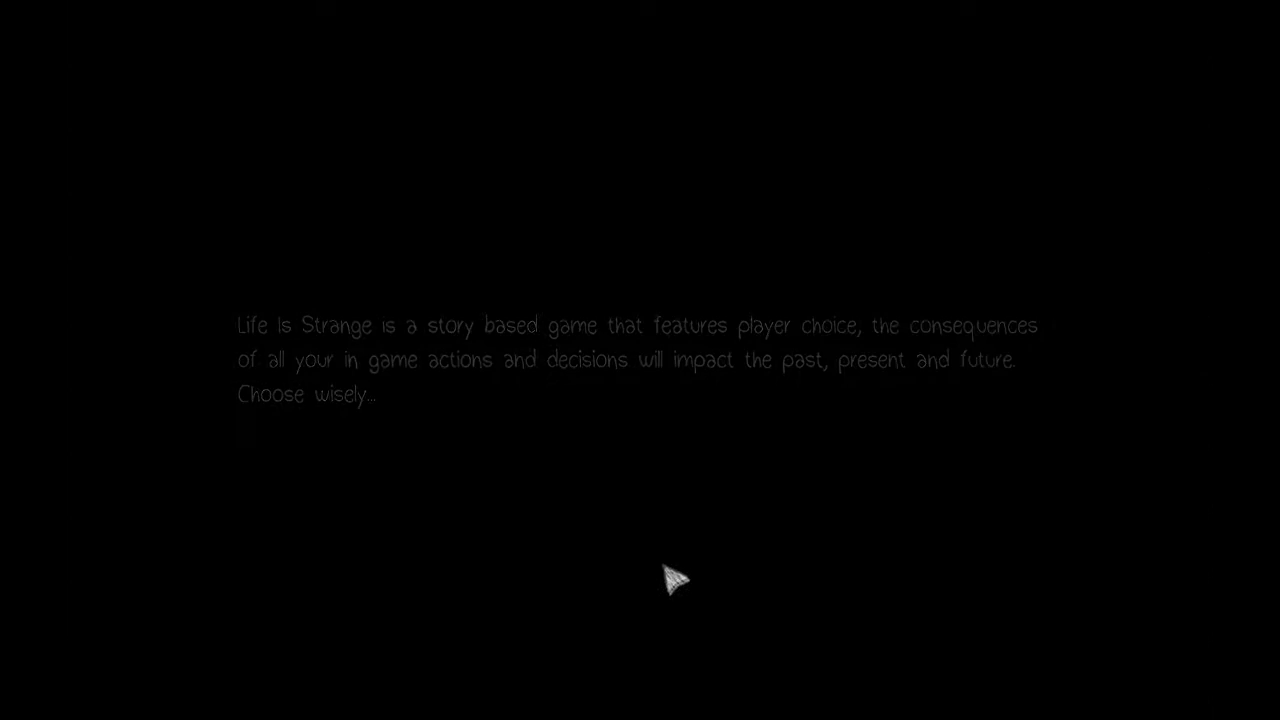 Life Is Strange is a story based game that features player choice, the consequences
of all your in game actions and decisions will impact the past, present and future.
Choose wisely...